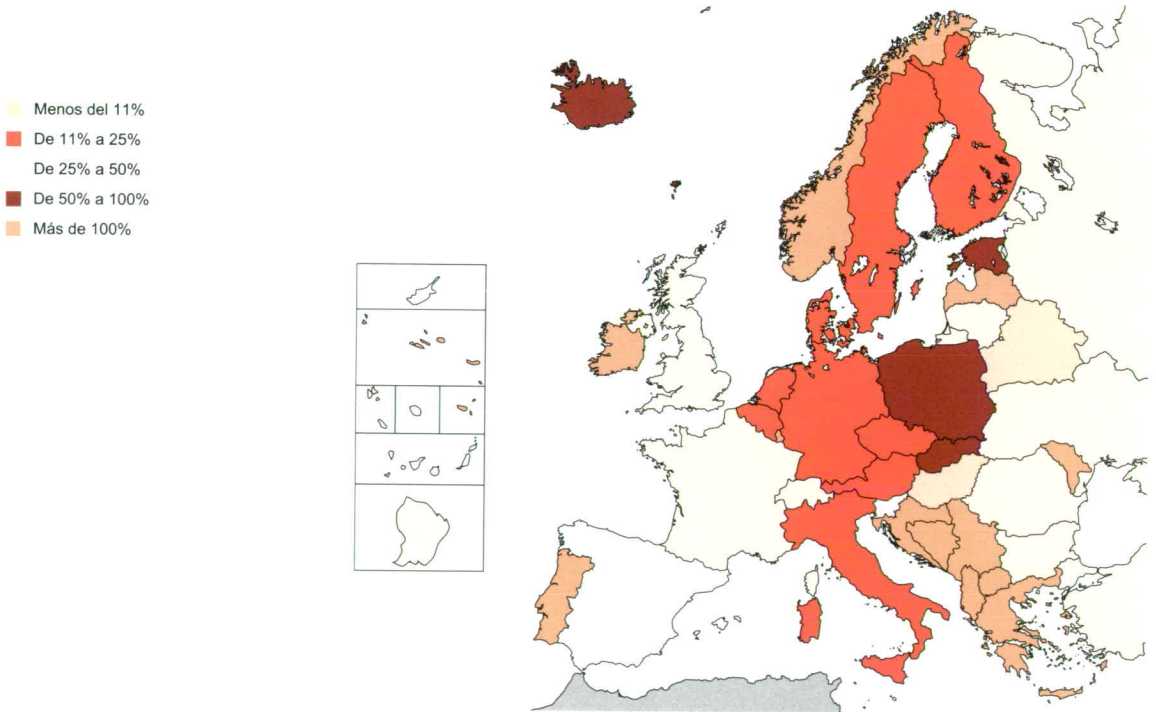 Menos del 11%
De 11% a 25%
De 25% a 50%
De 50% a 100%
Más de 100%